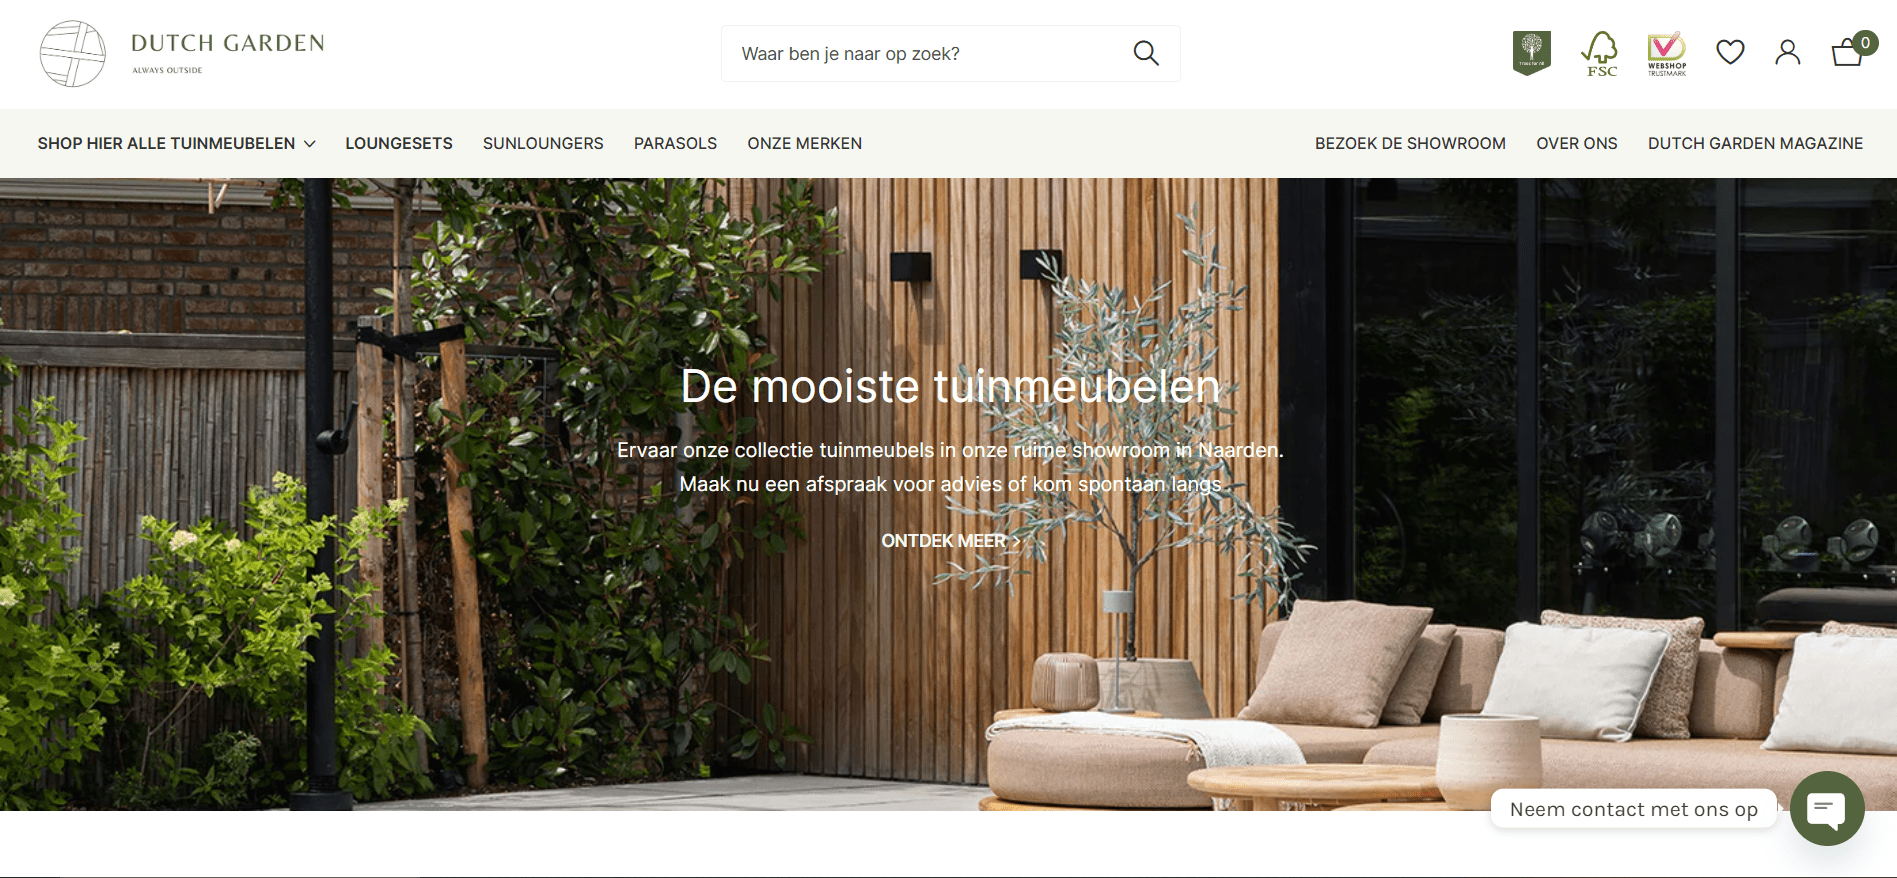 DUTCH GARDEN
ALWAYS OUTSIDE
Waar ben je naar op zoek?
Trees for All
FSC
WEBSHOP
TRUSTMARK
0
SHOP HIER ALLE TUINMEUBELEN
LOUNGESETS
SUNLOUNGERS
PARASOLS
ONZE MERKEN
BEZOEK DE SHOWROOM
OVER ONS
DUTCH GARDEN MAGAZINE
De mooiste tuinmeubelen
Ervaar onze collectie tuinmeubels in onze ruime showroom in Naarden.
Maak nu een afspraak voor advies of kom spontaan langs
ONTDEK MEER >
Neem contact met ons op